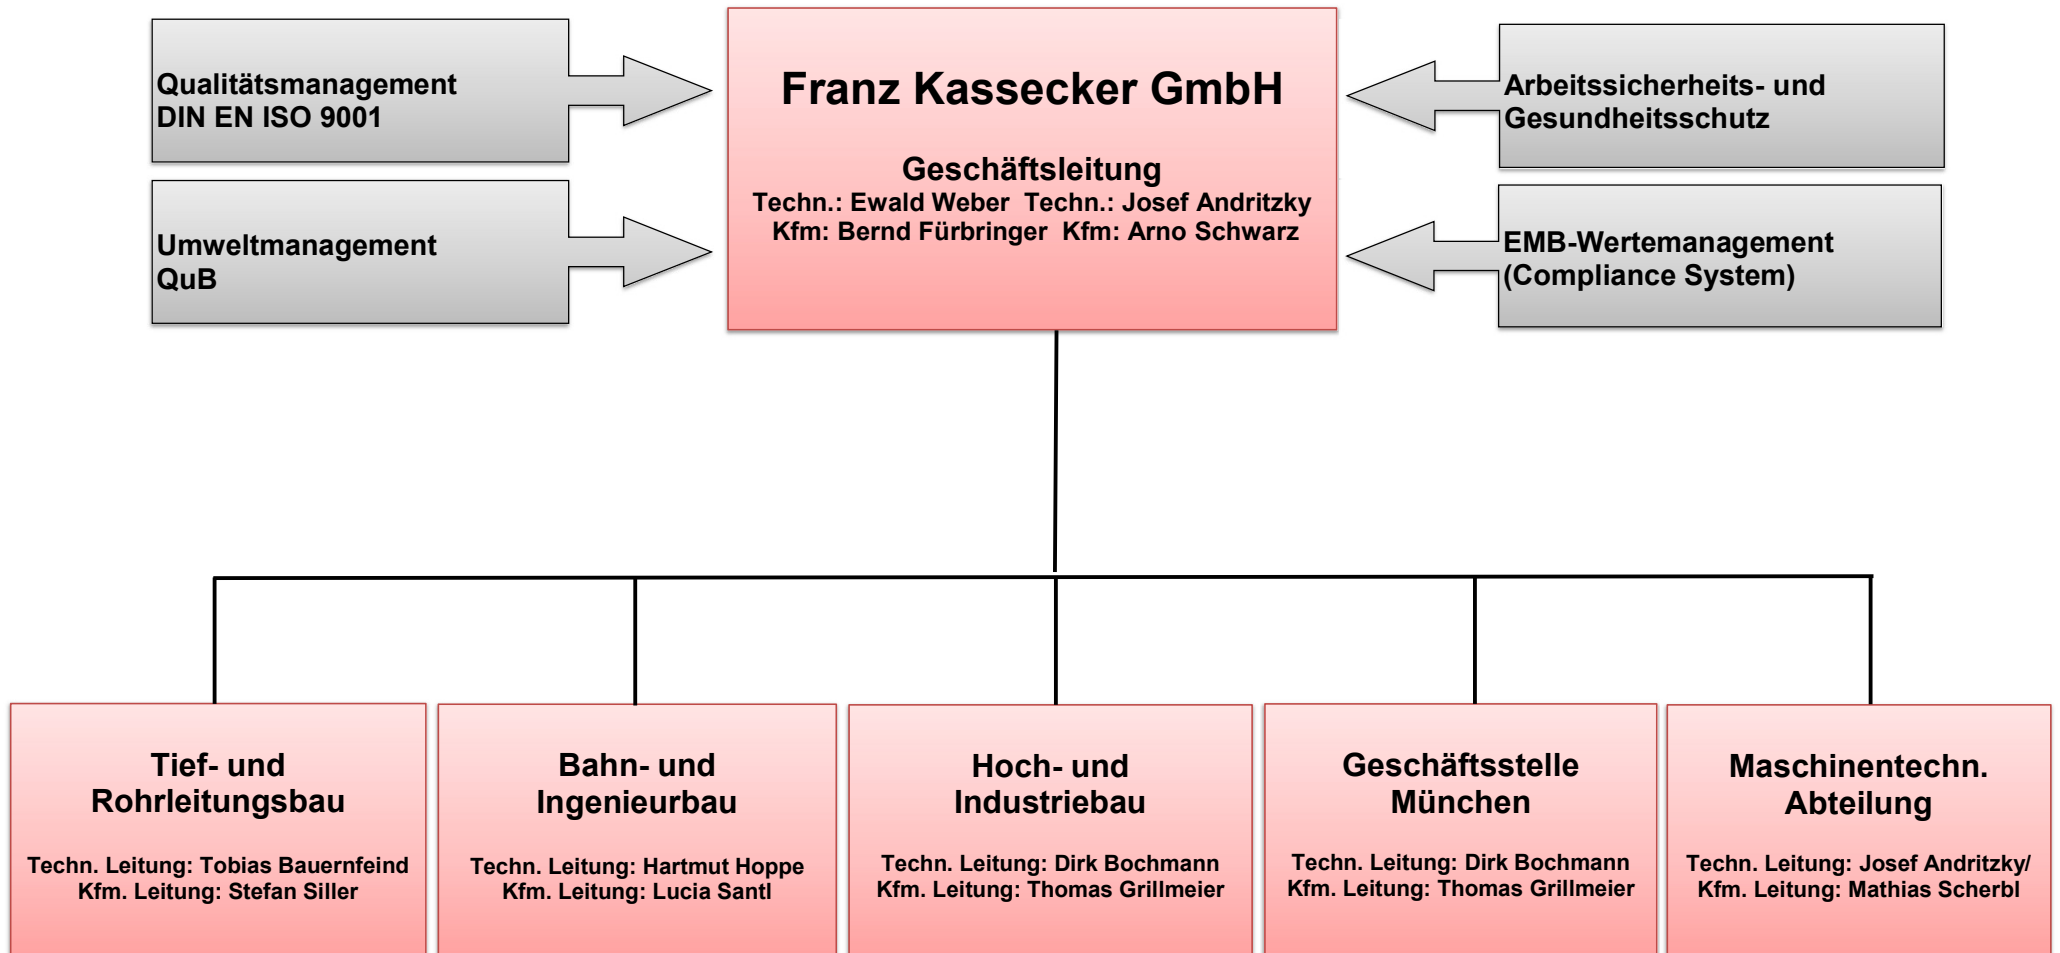 Qualitätsmanagement
DIN EN ISO 9001
Umweltmanagement
QuB
Franz Kassecker GmbH
Geschäftsleitung
Techn.: Ewald Weber  Techn.: Josef Andritzky
Kfm: Bernd Fürbringer  Kfm: Arno Schwarz
Arbeitssicherheits- und
Gesundheitsschutz
EMB-Wertemanagement
(Compliance System)
Tief- und
Rohrleitungsbau
Techn. Leitung: Tobias Bauernfeind
Kfm. Leitung: Stefan Siller
Bahn- und
Ingenieurbau
Techn. Leitung: Hartmut Hoppe
Kfm. Leitung: Lucia Santl
Hoch- und
Industriebau
Techn. Leitung: Dirk Bochmann
Kfm. Leitung: Thomas Grillmeier
Geschäftsstelle
München
Techn. Leitung: Dirk Bochmann
Kfm. Leitung: Thomas Grillmeier
Maschinentechn.
Abteilung
Techn. Leitung: Josef Andritzky/
Kfm. Leitung: Mathias Scherbl